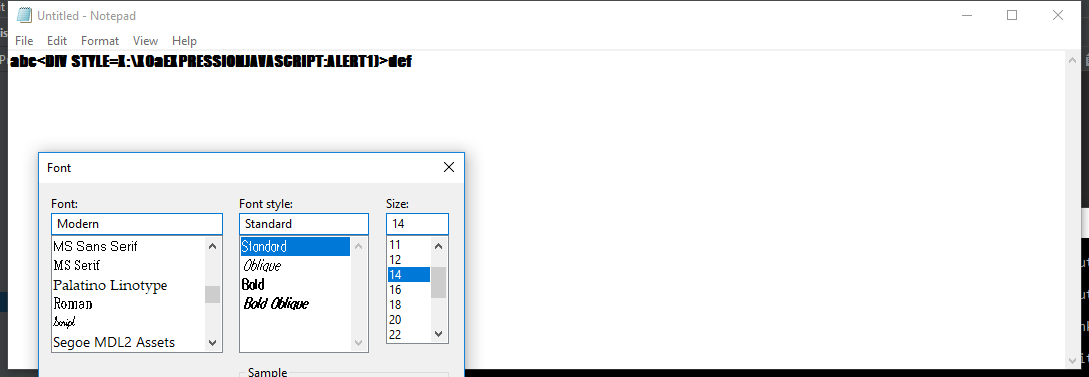 Untitled - Notepad
File Edit Format View Help
abc<DIV STYLE=X:\X0aEXPRESSIONJAVASCRIPT:ALERT1)>def
Font
Font: Font style: Size:
Modern Standard 14
MS Sans Serif Standard 11
MS Serif Oblique 12
Palatino Linotype Bold 14
Roman Bold Oblique 16
Script 18
Segoe MDL2 Assets 20
22
Sample